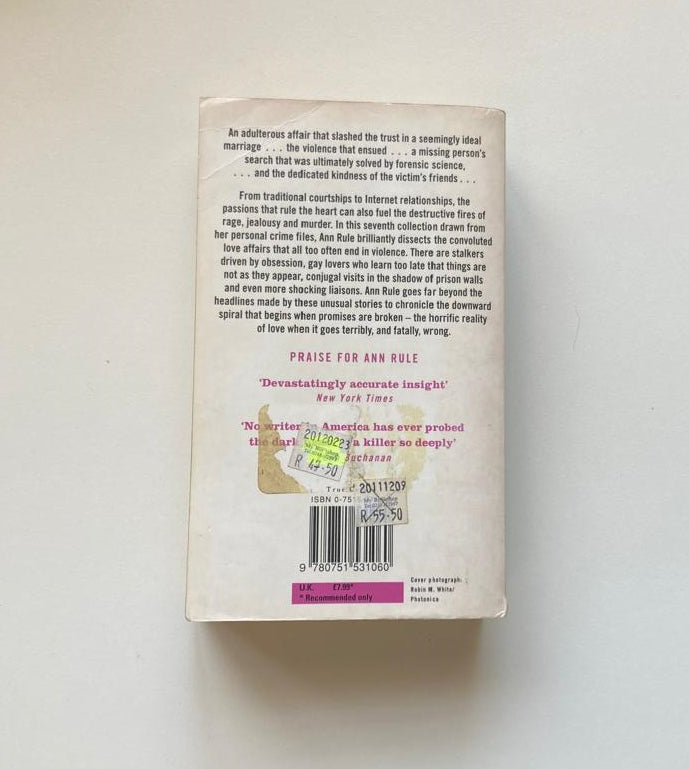 An adulterous affair that slashed the trust in a seemingly ideal
marriage . . . the violence that ensued . . . a missing person's
search that was ultimately solved by forensic science,
. . . and the dedicated kindness of the victim's friends . . .
From traditional courtships to Internet relationships, the
passions that rule the heart can also fuel the destructive fires of
rage, jealousy and murder. In this seventh collection drawn from
her personal crime files, Ann Rule brilliantly dissects the convoluted
love affairs that all too often end in violence. There are stalkers
driven by obsession, gay lovers who learn too late that things are
not as they appear, conjugal visits in the shadow of prison walls
and even more shocking liaisons. Ann Rule goes far beyond the
headlines made by these unusual stories to chronicle the downward
spiral that begins when promises are broken – the horrific reality
of love when it goes terribly, and fatally, wrong.
PRAISE FOR ANN RULE
'Devastatingly accurate insight'
New York Times
'No writer America has ever probed
the dark a killer so deeply'
Buchanan
20120223
R 47.50
20111209
R 55.50
True
ISBN 0-751
9 780751 531060
U.K. £7.99*
* Recommended only
Cover photograph:
Robin M. White/
Photonica